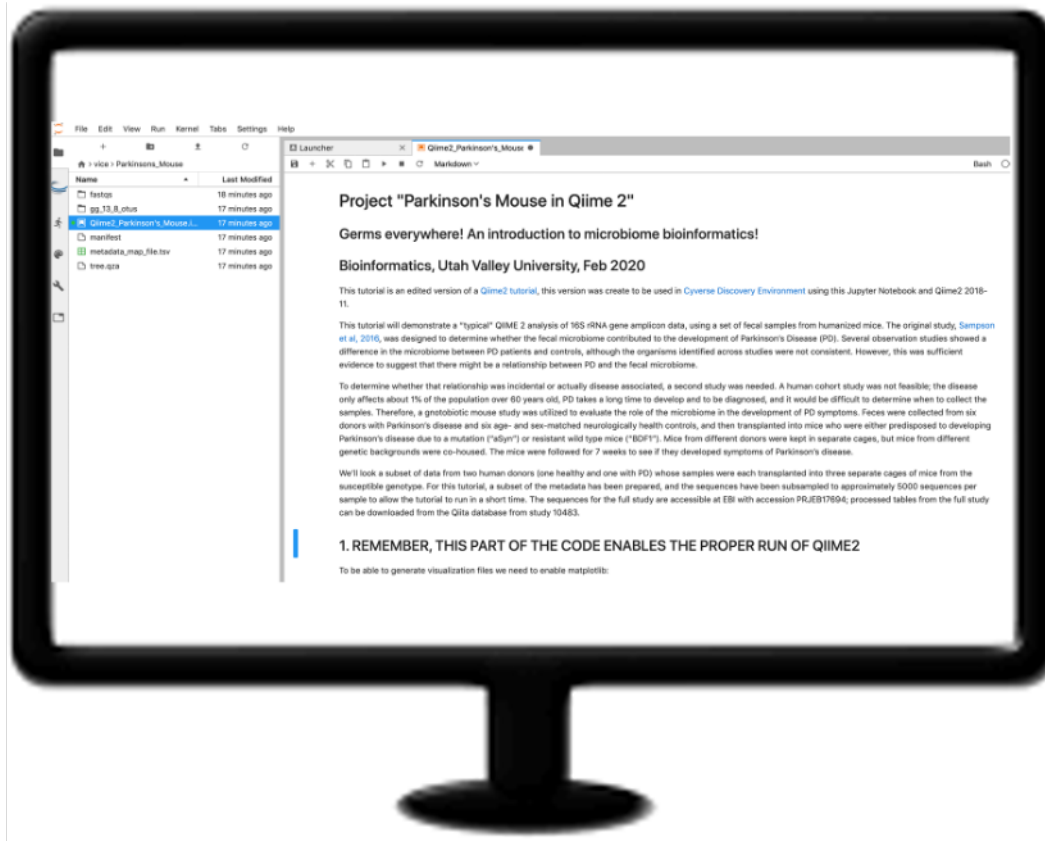 File Edit View Run Kernel Tabs Settings Help
Launcher
Qiime2_Parkinson's_Mouse
Markdown
Bash
vice > Parkinsons_Mouse
Name Last Modified
fastqs 18 minutes ago
gg_13_8_otus 17 minutes ago
Qiime2_Parkinson's_Mouse.i... 17 minutes ago
manifest 17 minutes ago
metadata_map_file.tsv 17 minutes ago
tree.qza 17 minutes ago
Project "Parkinson's Mouse in Qiime 2"
Germs everywhere! An introduction to microbiome bioinformatics!
Bioinformatics, Utah Valley University, Feb 2020
This tutorial is an edited version of a Qiime2 tutorial, this version was create to be used in Cyverse Discovery Environment using this Jupyter Notebook and Qiime2 2018-
11.
This tutorial will demonstrate a "typical" QIIME 2 analysis of 16S rRNA gene amplicon data, using a set of fecal samples from humanized mice. The original study, Sampson
et al, 2016, was designed to determine whether the fecal microbiome contributed to the development of Parkinson's Disease (PD). Several observation studies showed a
difference in the microbiome between PD patients and controls, although the organisms identified across studies were not consistent. However, this was sufficient
evidence to suggest that there might be a relationship between PD and the fecal microbiome.
To determine whether that relationship was incidental or actually disease associated, a second study was needed. A human cohort study was not feasible; the disease
only affects about 1% of the population over 60 years old, PD takes a long time to develop and to be diagnosed, and it would be difficult to determine when to collect the
samples. Therefore, a gnotobiotic mouse study was utilized to evaluate the role of the microbiome in the development of PD symptoms. Feces were collected from six
donors with Parkinson's disease and six age- and sex-matched neurologically health controls, and then transplanted into mice who were either predisposed to developing
Parkinson's disease due to a mutation ("aSyn") or resistant wild type mice ("BDF1"). Mice from different donors were kept in separate cages, but mice from different
genetic backgrounds were co-housed. The mice were followed for 7 weeks to see if they developed symptoms of Parkinson's disease.
We'll look a subset of data from two human donors (one healthy and one with PD) whose samples were each transplanted into three separate cages of mice from the
susceptible genotype. For this tutorial, a subset of the metadata has been prepared, and the sequences have been subsampled to approximately 5000 sequences per
sample to allow the tutorial to run in a short time. The sequences for the full study are accessible at EBI with accession PRJEB17694; processed tables from the full study
can be downloaded from the Qiita database from study 10483.
1. REMEMBER, THIS PART OF THE CODE ENABLES THE PROPER RUN OF QIIME2
To be able to generate visualization files we need to enable matplotlib: